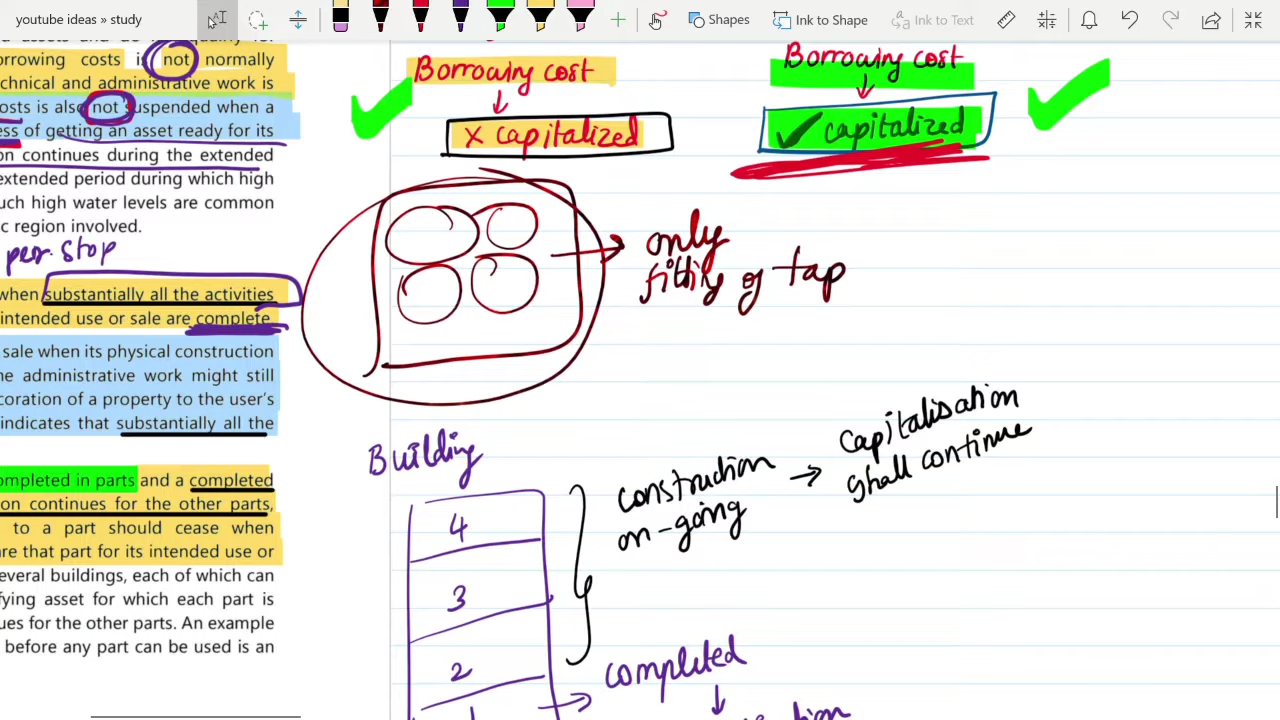 youtube ideas » study
Shapes
Ink to Shape
Ink to Text
orrowing costs is not normally
echnical and administrative work is
osts is also not suspended when a
ess of getting an asset ready for its
on continues during the extended
extended period during which high
uch high water levels are common
ic region involved.
per. stop
when substantially all the activities
intended use or sale are complete.
sale when its physical construction
he administrative work might still
coration of a property to the user's
indicates that substantially all the
ompleted in parts and a completed
on continues for the other parts,
to a part should cease when
are that part for its intended use or
everal buildings, each of which can
fying asset for which each part is
ues for the other parts. An example
before any part can be used is an
Borrowing cost
x capitalized
Borrowing cost
capitalized
only
fitting of tap
Building
4
3
2
1
construction
on-going
Capitalisation
shall continue
completed